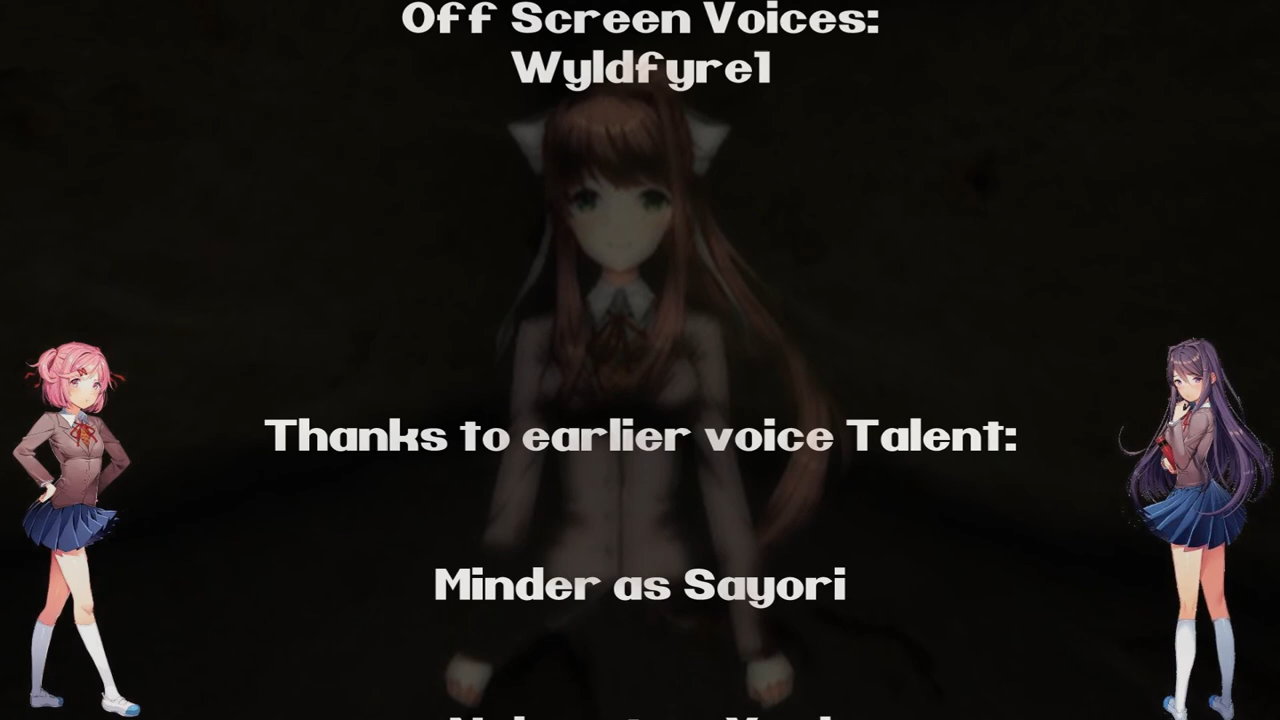 Off Screen Voices:
Wyldfyre1
Thanks to earlier voice Talent:
Minder as Sayori